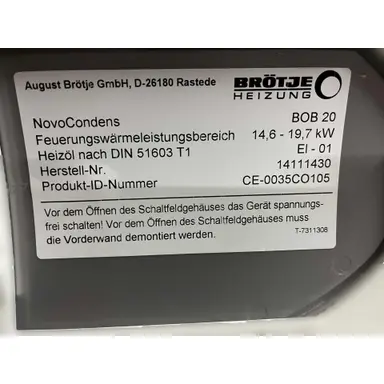 August Brötje GmbH, D-26180 Rastede
BRÖTJE
HEIZUNG
NovoCondens BOB 20
Feuerungswärmeleistungsbereich 14,6 - 19,7 kW
Heizöl nach DIN 51603 T1 EI - 01
Herstell-Nr. 14111430
Produkt-ID-Nummer CE-0035CO105
Vor dem Öffnen des Schaltfeldgehäuses das Gerät spannungs-
frei schalten! Vor dem Öffnen des Schaltfeldgehäuses muss
die Vorderwand demontiert werden.
T-7311308